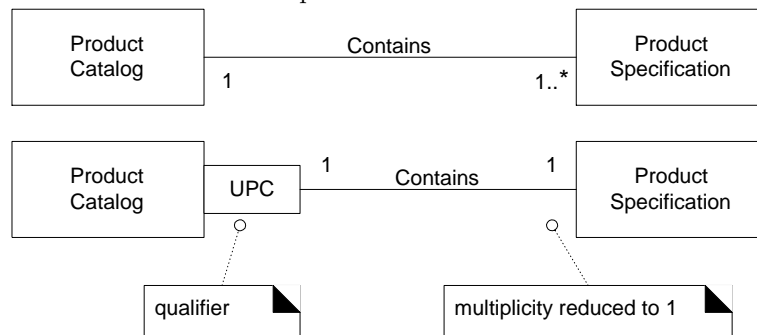 Product
Catalog
Contains
Product
Specification
1
1..*
Product
Catalog
UPC
1
Contains
1
Product
Specification
qualifier
multiplicity reduced to 1